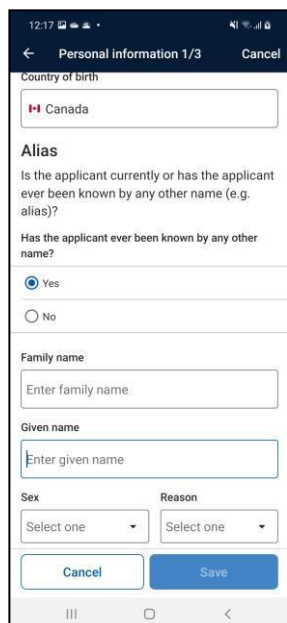 12:17
Personal information 1/3 Cancel
Country of birth
Canada
Alias
Is the applicant currently or has the applicant
ever been known by any other name (e.g.
alias)?
Has the applicant ever been known by any other
name?
Yes
No
Family name
Enter family name
Given name
Enter given name
Sex Reason
Select one Select one
Cancel Save